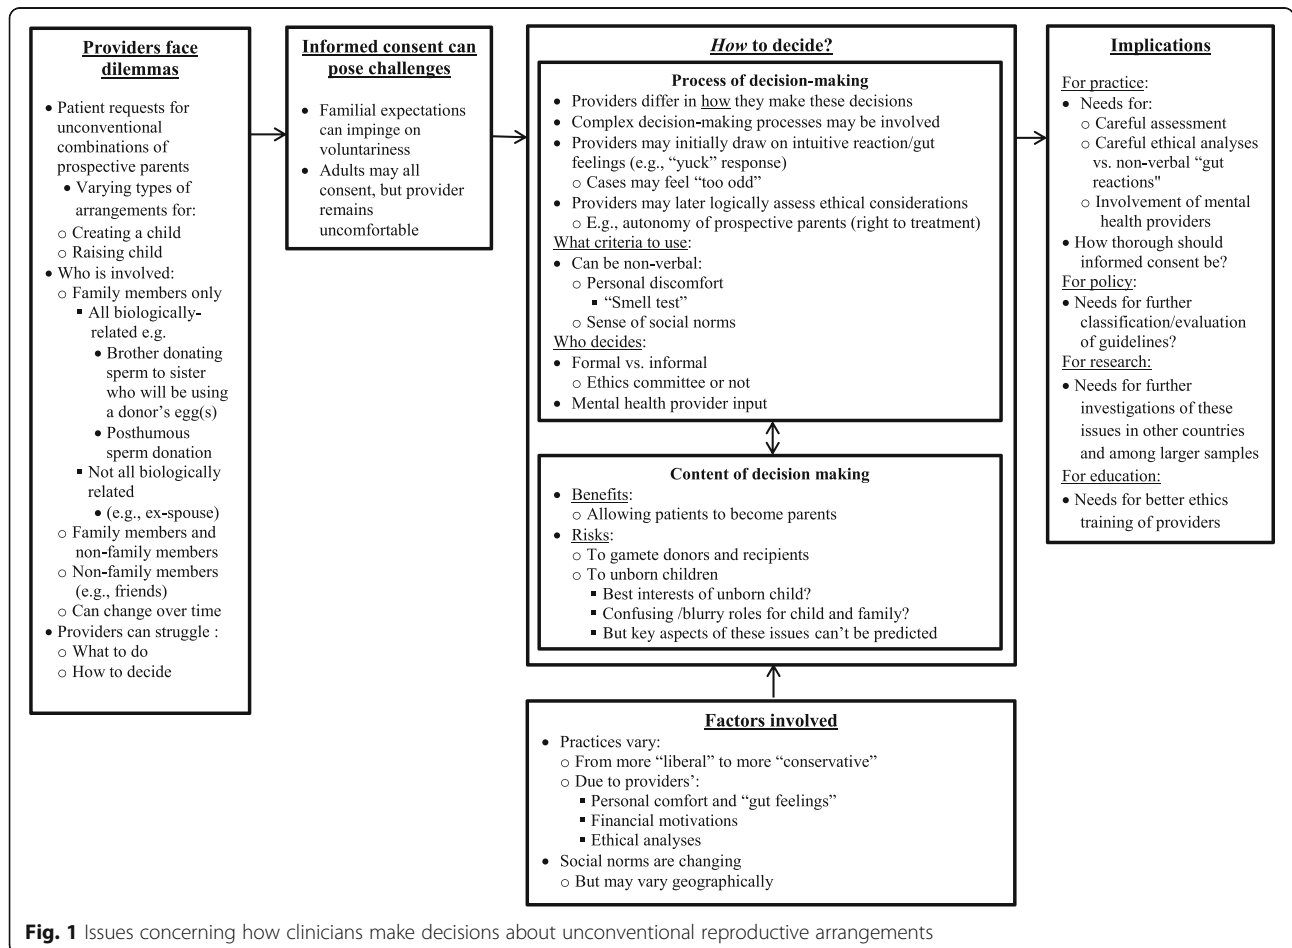 Providers face
dilemmas
• Patient requests for
unconventional
combinations of
prospective parents
• Varying types of
arrangements for:
○ Creating a child
○ Raising child
• Who is involved:
○ Family members only
▪ All biologically-
related e.g.
• Brother donating
sperm to sister
who will be using
a donor's egg(s)
• Posthumous
sperm donation
▪ Not all biologically
related
• (e.g., ex-spouse)
○ Family members and
non-family members
○ Non-family members
(e.g., friends)
○ Can change over time
• Providers can struggle :
○ What to do
○ How to decide
Informed consent can
pose challenges
• Familial expectations
can impinge on
voluntariness
• Adults may all
consent, but provider
remains
uncomfortable
How to decide?
Process of decision-making
• Providers differ in how they make these decisions
• Complex decision-making processes may be involved
• Providers may initially draw on intuitive reaction/gut
feelings (e.g., “yuck” response)
○ Cases may feel “too odd”
• Providers may later logically assess ethical considerations
○ E.g., autonomy of prospective parents (right to treatment)
What criteria to use:
• Can be non-verbal:
○ Personal discomfort
▪ “Smell test”
○ Sense of social norms
Who decides:
• Formal vs. informal
○ Ethics committee or not
• Mental health provider input
Content of decision making
• Benefits:
○ Allowing patients to become parents
• Risks:
○ To gamete donors and recipients
○ To unborn children
▪ Best interests of unborn child?
▪ Confusing /blurry roles for child and family?
▪ But key aspects of these issues can’t be predicted
Factors involved
• Practices vary:
○ From more “liberal” to more “conservative”
○ Due to providers’:
▪ Personal comfort and “gut feelings”
▪ Financial motivations
▪ Ethical analyses
• Social norms are changing
○ But may vary geographically
Implications
For practice:
• Needs for:
○ Careful assessment
○ Careful ethical analyses
vs. non-verbal “gut
reactions"
○ Involvement of mental
health providers
• How thorough should
informed consent be?
For policy:
• Needs for further
classification/evaluation
of guidelines?
For research:
• Needs for further
investigations of these
issues in other countries
and among larger samples
For education:
• Needs for better ethics
training of providers
Fig. 1 Issues concerning how clinicians make decisions about unconventional reproductive arrangements